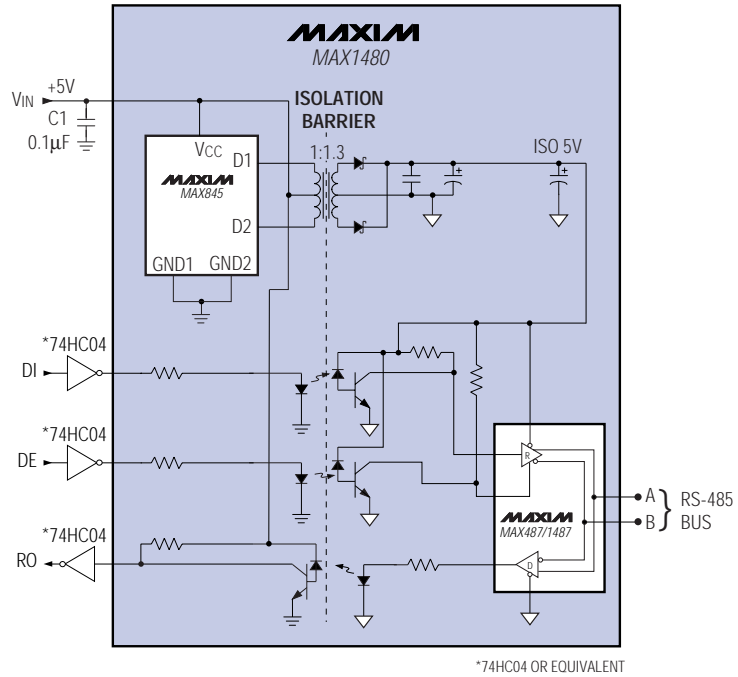 MAXIM
MAX1480
VIN
+5V
C1
0.1µF
ISOLATION
BARRIER
VCC
D1
1:1.3
ISO 5V
MAXIM
MAX845
D2
GND1 GND2
*74HC04
DI
*74HC04
DE
R
A
RS-485
B
BUS
MAXIM
MAX487/1487
*74HC04
RO
D
*74HC04 OR EQUIVALENT